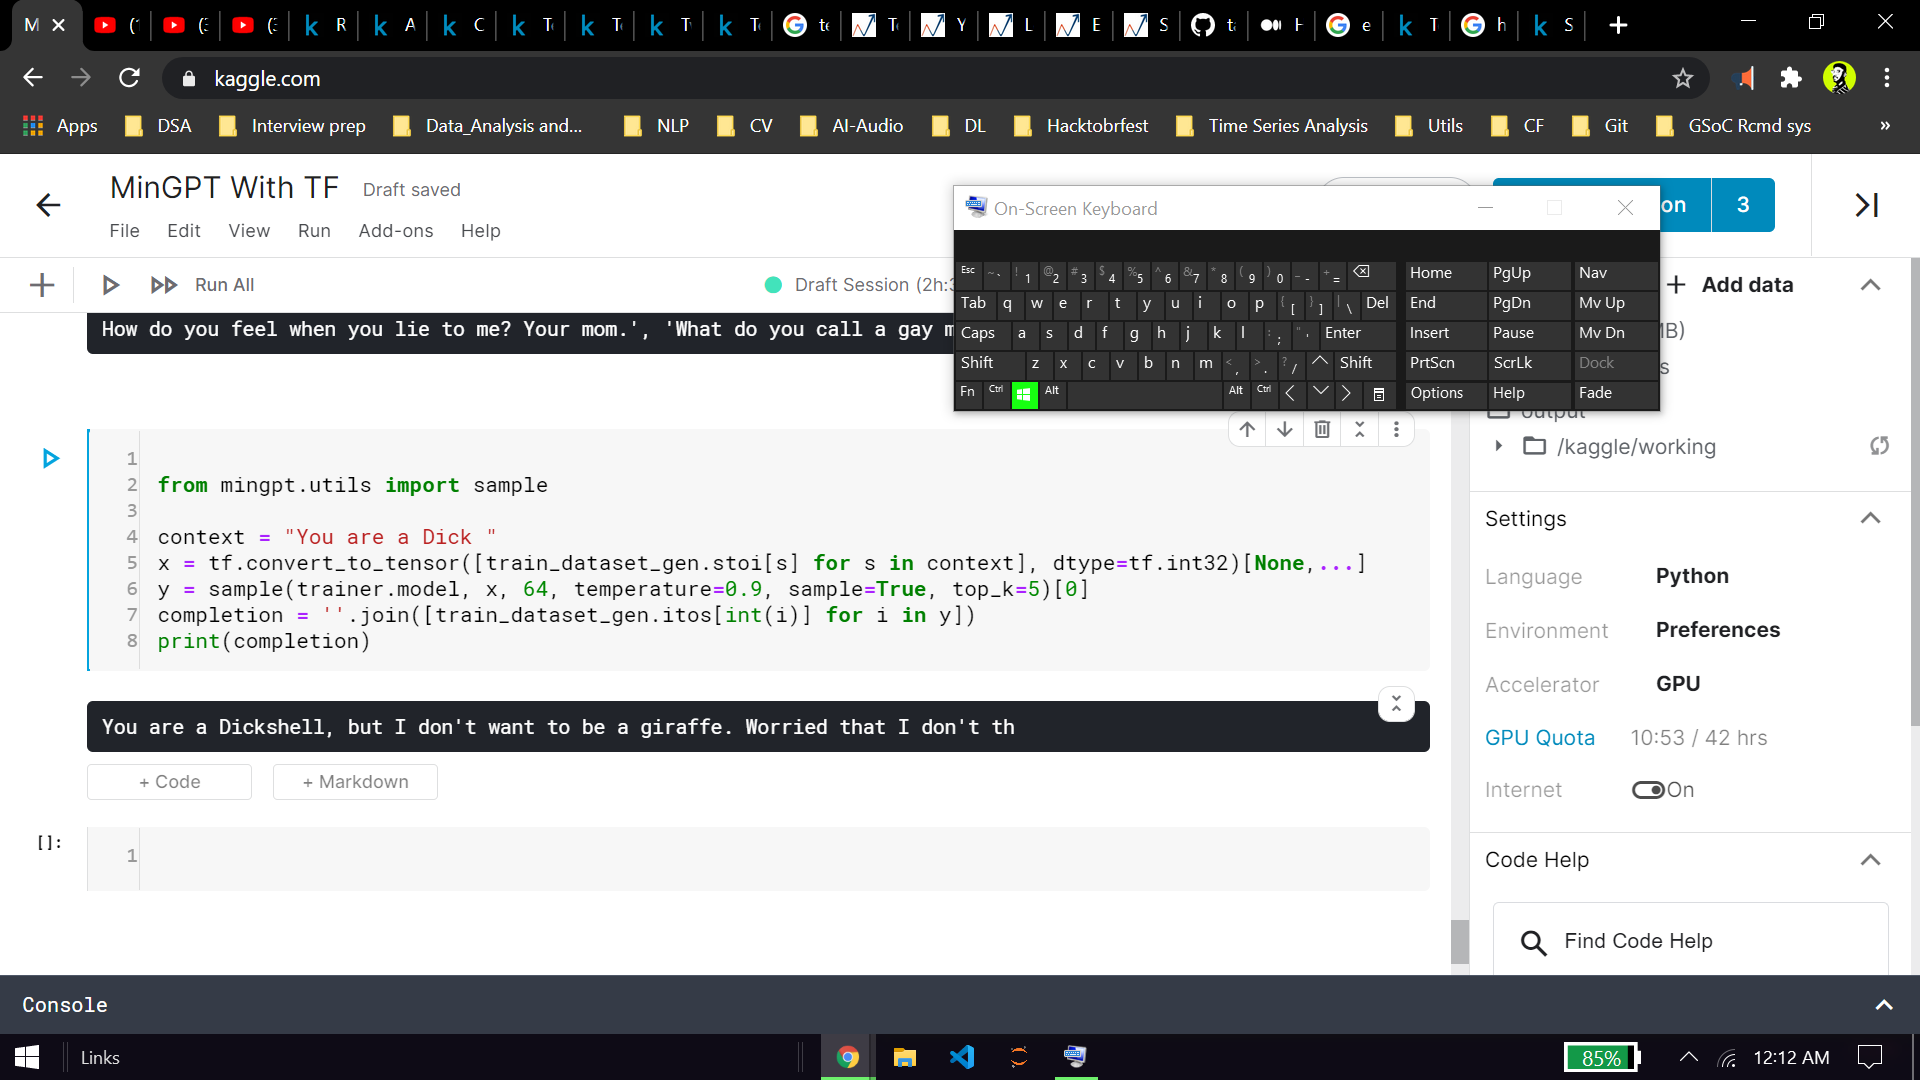 M
R
kaggle.com
Apps DSA Interview prep Data_Analysis and... NLP CV AI-Audio DL Hacktobrfest Time Series Analysis Utils CF Git GSoC Rcmd sys »
MinGPT With TF Draft saved
File Edit View Run Add-ons Help
on 3
On-Screen Keyboard
Esc ~ ` ! 1 @ 2 # 3 $ 4 % 5 ^ 6 & 7 * 8 ( 9 ) 0 _ - + = Home PgUp Nav
Tab q w e r t y u i o p { [ } ] | \ Del End PgDn Mv Up
Caps a s d f g h j k l : ; " ' Enter Insert Pause Mv Dn
Shift z x c v b n m < , > . ? / Shift PrtScn ScrLk Dock
Fn Ctrl Alt Alt Ctrl Options Help Fade
Run All
Draft Session (2h:3
+ Add data
How do you feel when you lie to me? Your mom.', 'What do you call a gay m
1
2 from mingpt.utils import sample
3
4 context = "You are a Dick "
5 x = tf.convert_to_tensor([train_dataset_gen.stoi[s] for s in context], dtype=tf.int32)[None,...]
6 y = sample(trainer.model, x, 64, temperature=0.9, sample=True, top_k=5)[0]
7 completion = ''.join([train_dataset_gen.itos[int(i)] for i in y])
8 print(completion)
You are a Dickshell, but I don't want to be a giraffe. Worried that I don't th
+ Code + Markdown
[]: 1
output
/kaggle/working
Settings
Language Python
Environment Preferences
Accelerator GPU
GPU Quota 10:53 / 42 hrs
Internet On
Code Help
Find Code Help
Console
Links
85% 12:12 AM